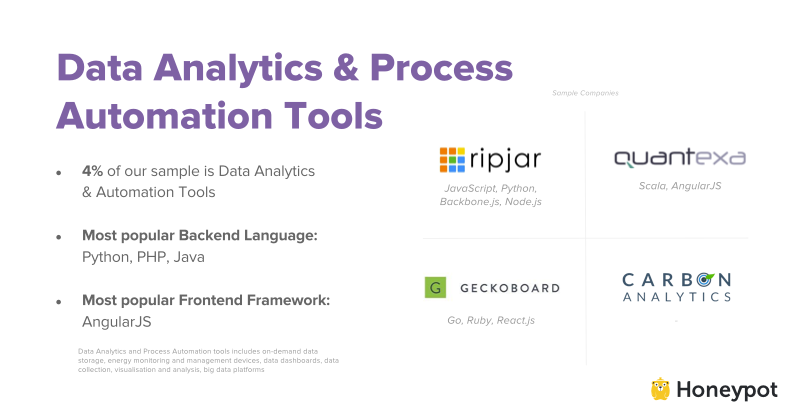 Data Analytics & Process
Automation Tools
• 4% of our sample is Data Analytics
& Automation Tools
• Most popular Backend Language:
Python, PHP, Java
• Most popular Frontend Framework:
AngularJS
Data Analytics and Process Automation tools includes on-demand data
storage, energy monitoring and management devices, data dashboards, data
collection, visualisation and analysis, big data platforms
Sample Companies
ripjar
JavaScript, Python,
Backbone.js, Node.js
quantexa
Scala, AngularJS
G GECKOBOARD
Go, Ruby, React.js
CARBON
ANALYTICS
.
Honeypot